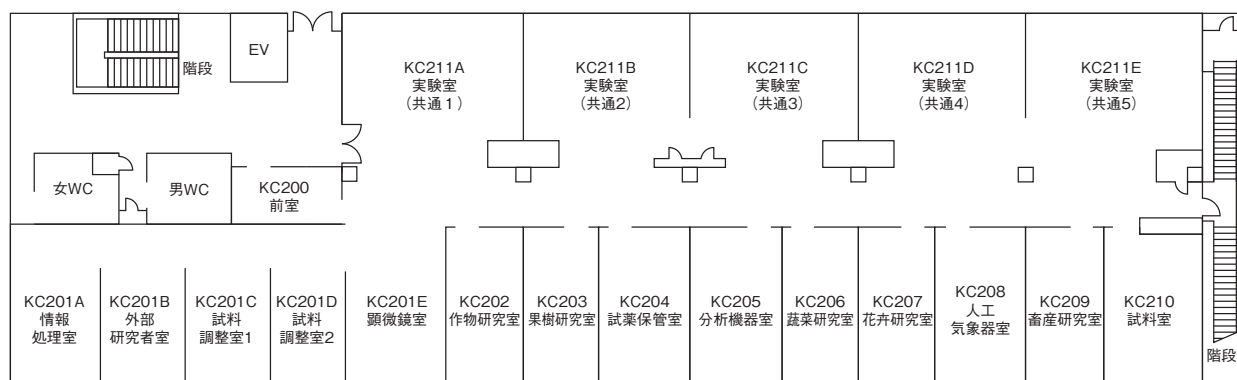 階段
EV
KC211A
実験室
（共通１）
KC211B
実験室
（共通2）
KC211C
実験室
（共通3）
KC211D
実験室
（共通4）
KC211E
実験室
（共通5）
女WC
男WC
KC200
前室
KC201A
情報
処理室
KC201B
外部
研究者室
KC201C
試料
調整室1
KC201D
試料
調整室2
KC201E
顕微鏡室
KC202
作物研究室
KC203
果樹研究室
KC204
試薬保管室
KC205
分析機器室
KC206
蔬菜研究室
KC207
花卉研究室
KC208
人工
気象器室
KC209
畜産研究室
KC210
試料室
階段